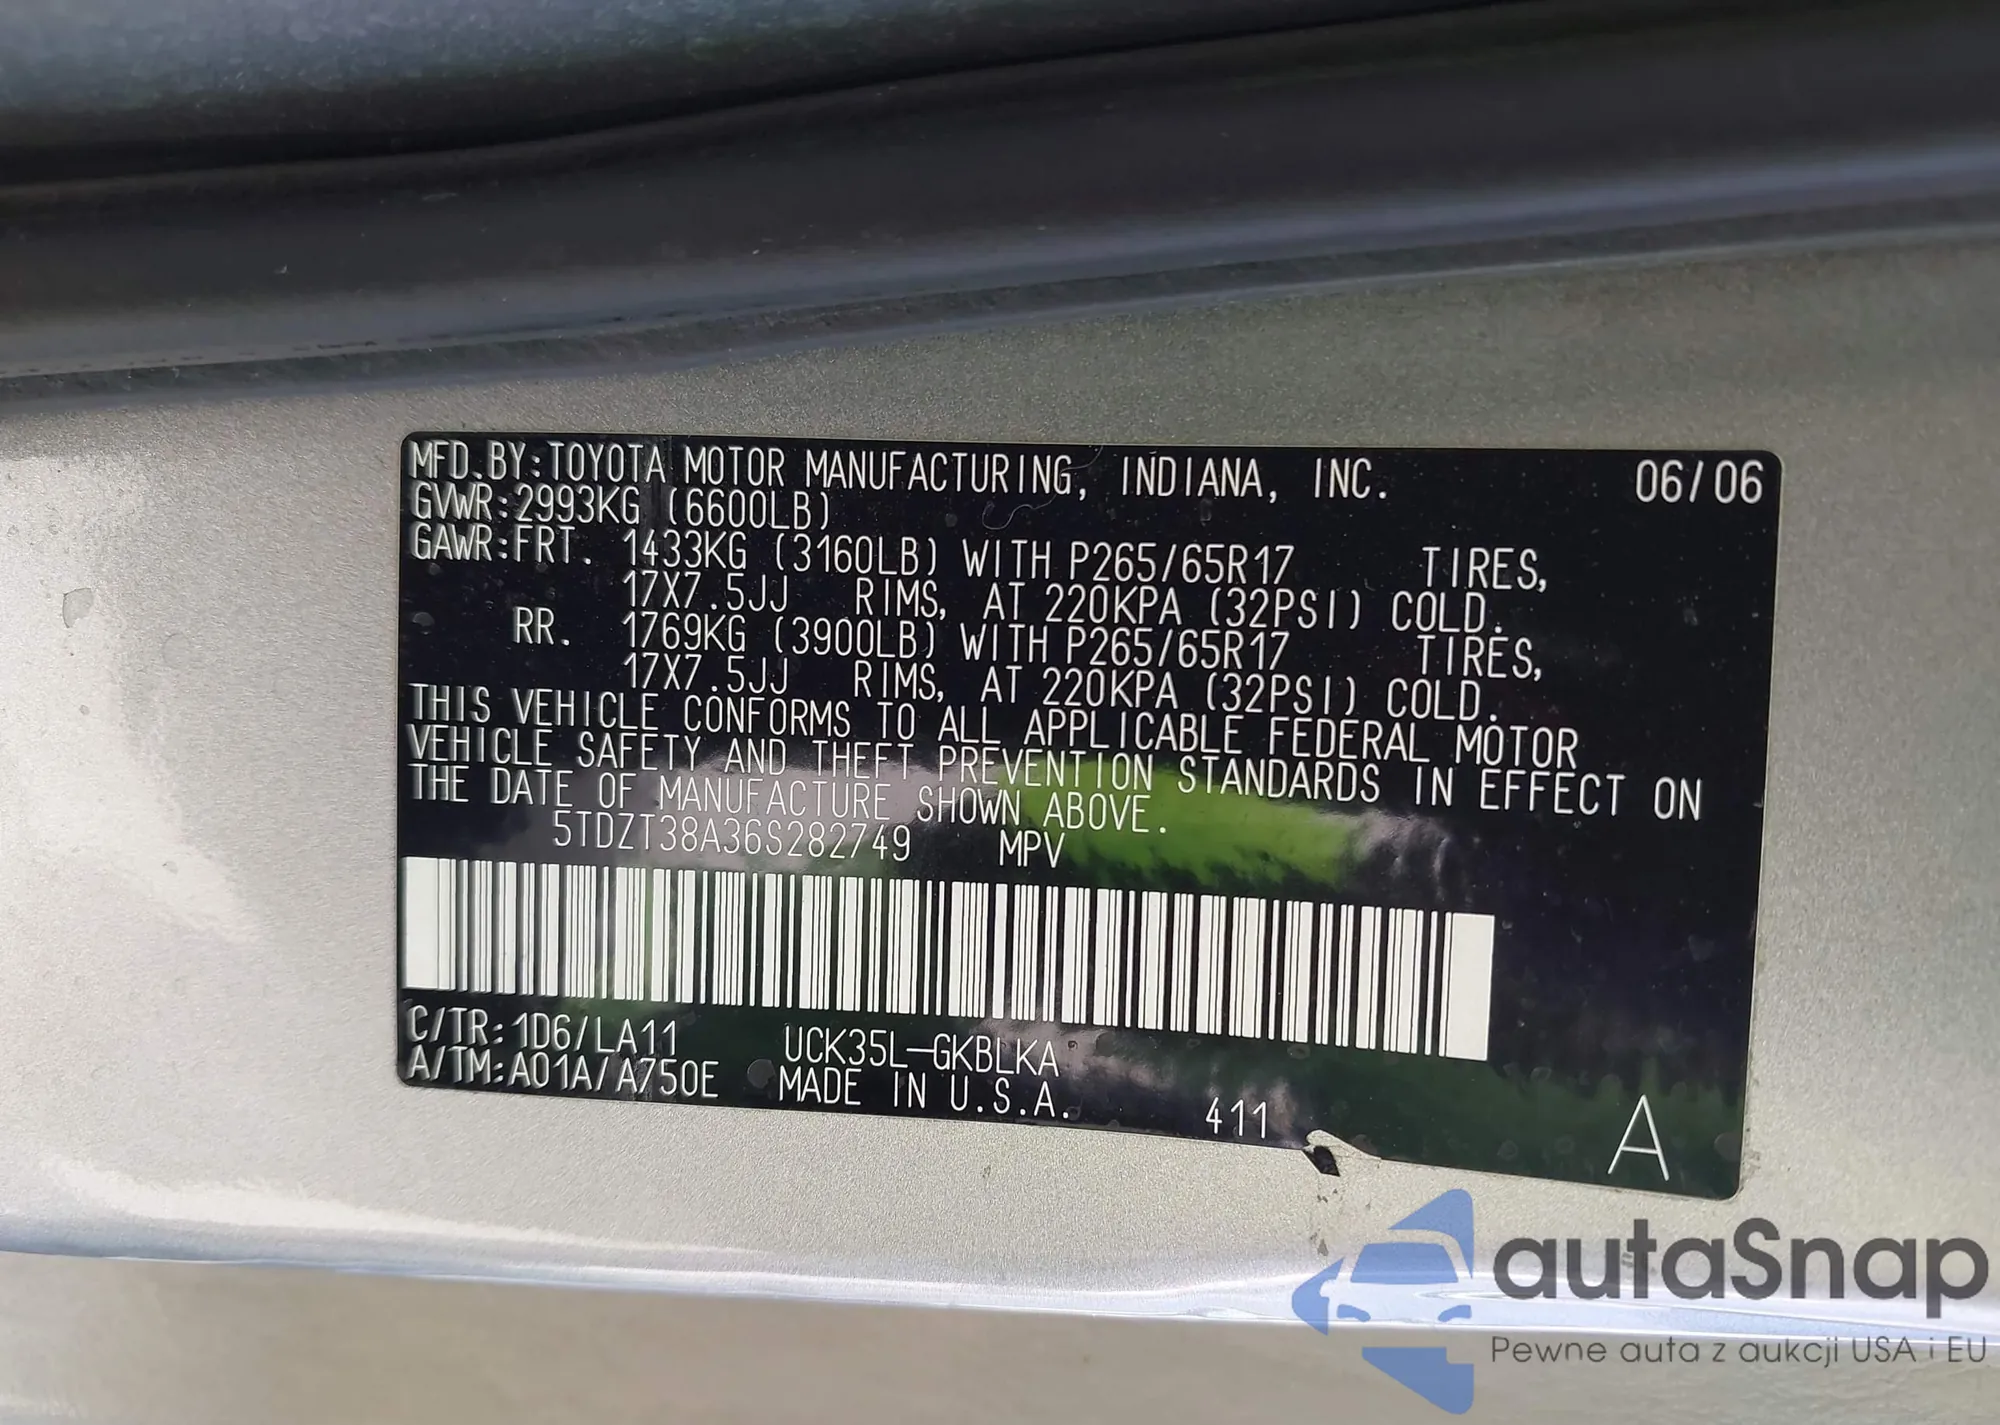 MFD.BY:TOYOTA MOTOR MANUFACTURING, INDIANA, INC. 06/06
GVWR:2993KG (6600LB)
GAWR:FRT. 1433KG (3160LB) WITH P265/65R17 TIRES,
17X7.5JJ RIMS, AT 220KPA (32PSI) COLD.
RR. 1769KG (3900LB) WITH P265/65R17 TIRES,
17X7.5JJ RIMS, AT 220KPA (32PSI) COLD.
THIS VEHICLE CONFORMS TO ALL APPLICABLE FEDERAL MOTOR
VEHICLE SAFETY AND THEFT PREVENTION STANDARDS IN EFFECT ON
THE DATE OF MANUFACTURE SHOWN ABOVE.
5TDZT38A36S282749 MPV
C/TR:1D6/LA11 UCK35L-GKBLKA
A/TM:A01A/A750E MADE IN U.S.A. 411 A
autaSnap
Pewne auta z aukcji USA i EU